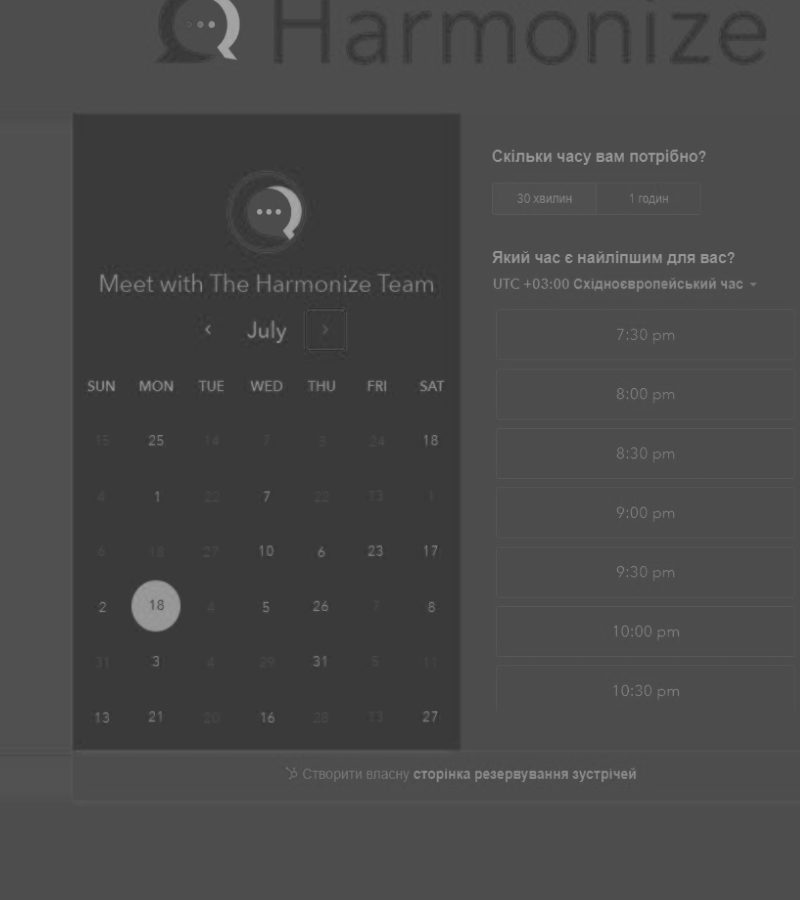 Harmonize
Meet with The Harmonize Team
July
SUN MON TUE WED THU FRI SAT
15 25 14 7 3 24 18
4 1 22 7 22 13 1
6 18 27 10 6 23 17
2 18 4 5 26 7 8
31 3 4 29 31 5 11
13 21 20 16 28 13 27
Скільки часу вам потрібно?
30 хвилин 1 годин
Який час є найліпшим для вас?
UTC +03:00 Східноєвропейський час
7:30 pm
8:00 pm
8:30 pm
9:00 pm
9:30 pm
10:00 pm
10:30 pm
Створити власну сторінка резервування зустрічей